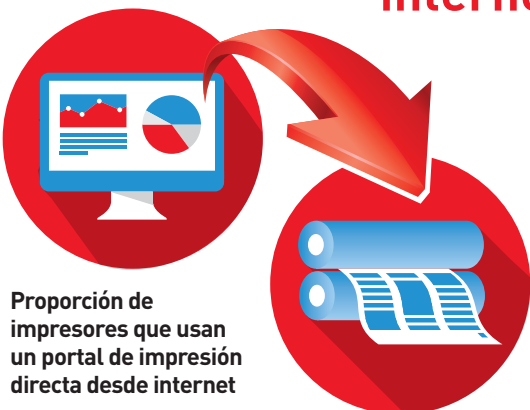 Proporción de
impresores que usan
un portal de impresión
directa desde internet